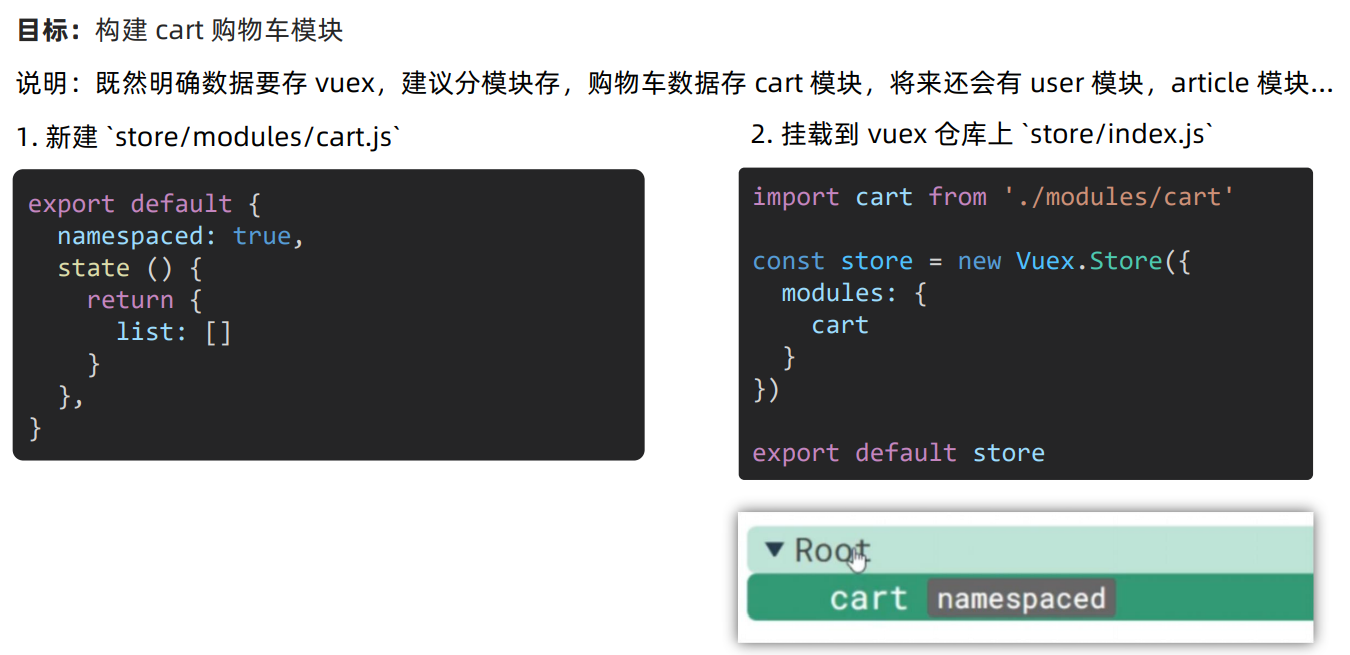 目标：构建 cart 购物车模块
说明：既然明确数据要存 vuex，建议分模块存，购物车数据存 cart 模块，将来还会有 user 模块，article 模块...
1. 新建 `store/modules/cart.js`
export default {
  namespaced: true,
  state () {
    return {
      list: []
    }
  },
}
2. 挂载到 vuex 仓库上 `store/index.js`
import cart from './modules/cart'

const store = new Vuex.Store({
  modules: {
    cart
  }
})

export default store
▼ Root
cart namespaced